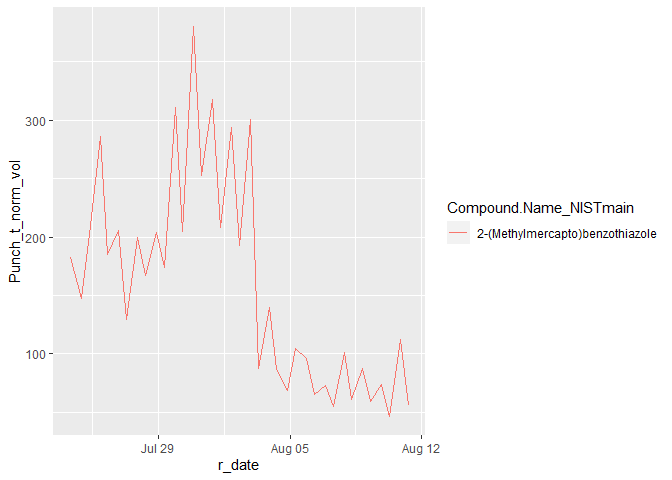 Punch_t_norm_vol
300
200
100
Jul 29
Aug 05
Aug 12
r_date
Compound.Name_NISTmain
2-(Methylmercapto)benzothiazole